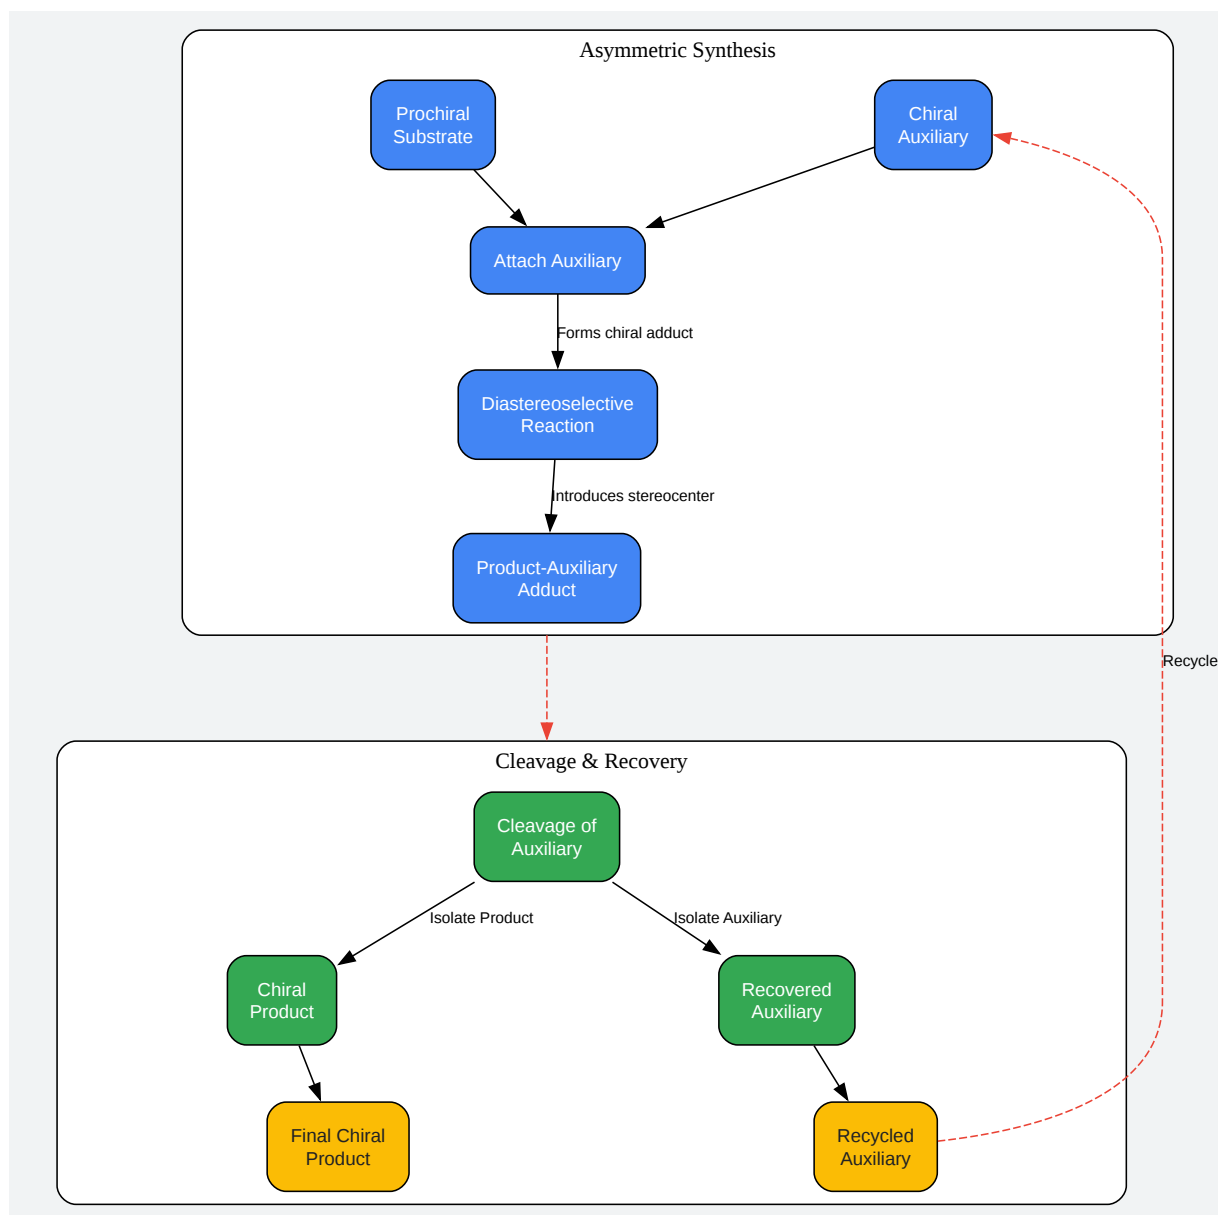 Asymmetric Synthesis
Prochiral
Substrate
Chiral
Auxiliary
Attach Auxiliary
Forms chiral adduct
Diastereoselective
Reaction
Introduces stereocenter
Product-Auxiliary
Adduct
Recycle
Cleavage & Recovery
Cleavage of
Auxiliary
Isolate Product
Isolate Auxiliary
Chiral
Product
Recovered
Auxiliary
Final Chiral
Product
Recycled
Auxiliary